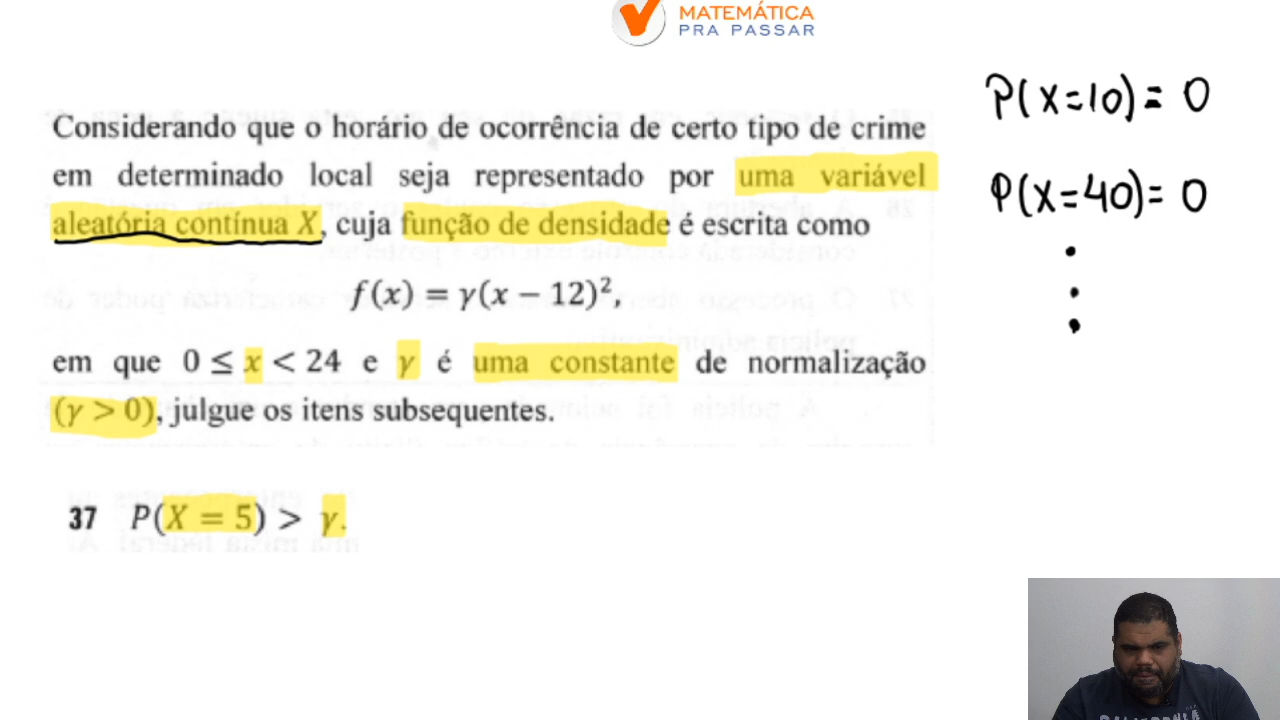 MATEMÁTICA
PRA PASSAR
Considerando que o horário de ocorrência de certo tipo de crime
em determinado local seja representado por uma variável
aleatória contínua X, cuja função de densidade é escrita como
f(x) = γ(x − 12)²,
em que 0 ≤ x < 24 e γ é uma constante de normalização
(γ > 0), julgue os itens subsequentes.
37 P(X = 5) > γ.
P(X=10)= 0
P(X=40)= 0